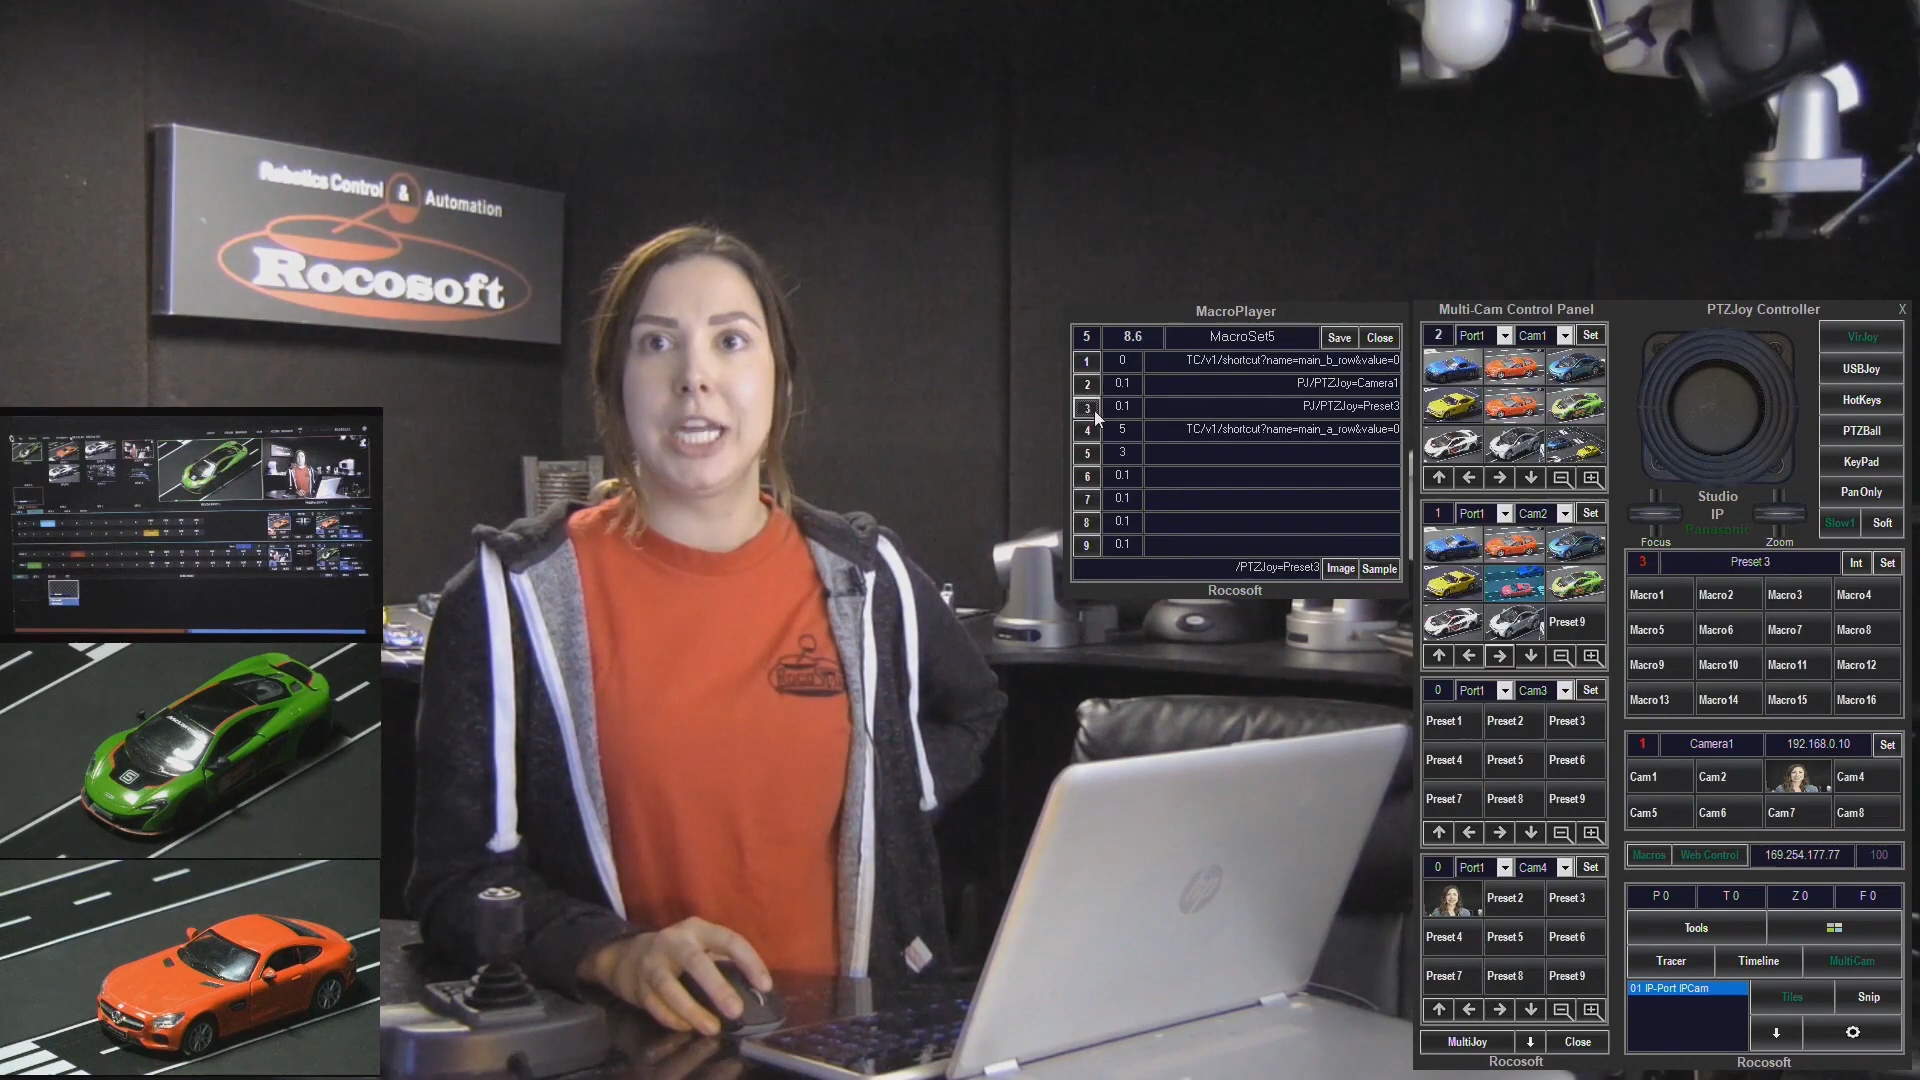 Robotics Control & Automation
Rocosoft
MacroPlayer
5 8.6 MacroSet5 Save Close
1 0 TC/v1/shortcut?name=main_b_row&value=0
2 0.1 PJ/PTZJoy=Camera1
3 0.1 PJ/PTZJoy=Preset3
4 5 TC/v1/shortcut?name=main_a_row&value=0
5 3
6 0.1
7 0.1
8 0.1
9 0.1
/PTZJoy=Preset3 Image Sample
Rocosoft
Multi-Cam Control Panel
2 Port1 Cam1 Set
1 Port1 Cam2 Set
Preset 9
0 Port1 Cam3 Set
Preset 1 Preset 2 Preset 3
Preset 4 Preset 5 Preset 6
Preset 7 Preset 8 Preset 9
0 Port1 Cam4 Set
Preset 2 Preset 3
Preset 4 Preset 5 Preset 6
Preset 7 Preset 8 Preset 9
MultiJoy Close
Rocosoft
PTZJoy Controller X
VirJoy
USBJoy
HotKeys
PTZBall
KeyPad
Pan Only
Slow1 Soft
Studio
IP
Panasonic
Focus Zoom
3 Preset 3 Int Set
Macro1 Macro2 Macro3 Macro4
Macro5 Macro6 Macro7 Macro8
Macro9 Macro10 Macro11 Macro12
Macro13 Macro14 Macro15 Macro16
1 Camera1 192.168.0.10 Set
Cam1 Cam2 Cam4
Cam5 Cam6 Cam7 Cam8
Macros Web Control 169.254.177.77 100
P 0 T 0 Z 0 F 0
Tools
Tracer Timeline MultiCam
01 IP-Port IPCam Tiles Snip
Rocosoft